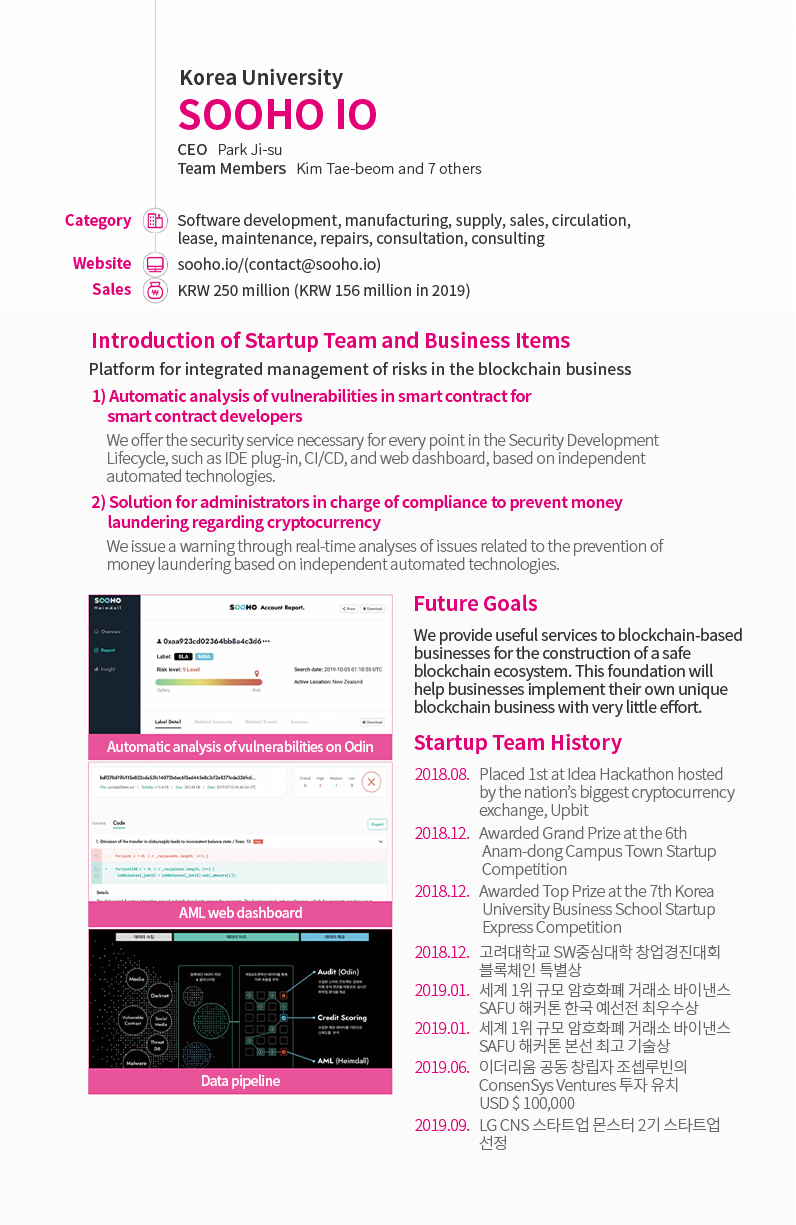 Korea University
SOOHO IO
CEO Park Ji-su
Team Members Kim Tae-beom and 7 others
Category Software development, manufacturing, supply, sales, circulation,
lease, maintenance, repairs, consultation, consulting
Website sooho.io/(contact@sooho.io)
Sales KRW 250 million (KRW 156 million in 2019)
Introduction of Startup Team and Business Items
Platform for integrated management of risks in the blockchain business
1) Automatic analysis of vulnerabilities in smart contract for
smart contract developers
We offer the security service necessary for every point in the Security Development
Lifecycle, such as IDE plug-in, CI/CD, and web dashboard, based on independent
automated technologies.
2) Solution for administrators in charge of compliance to prevent money
laundering regarding cryptocurrency
We issue a warning through real-time analyses of issues related to the prevention of
money laundering based on independent automated technologies.
SOOHO
Heimdall
Overview
Report
Insight
SOOHO Account Report.
Share
Download
0xaa923cd02364bb8a4c3d6•••
Label BLA MNA
Risk level: 9 Level
Safety
Risk
Search date: 2019-10-05 01:10:55 UTC
Active Location: New Zealand
Label Detail
Related Accounts
Related Events
Sources
Download
Automatic analysis of vulnerabilities on Odin
Critical High Medium Low
Issues Code
Export
1. Omission of the transfer in disburseJob leads to inconsistent balance state / lines: 13
Details
AML web dashboard
데이터 수집
데이터 처리
데이터 제공
Media
Darknet
Vulnerable
Contract
Social
Media
Threat
DB
Malware
Audit (Odin)
Credit Scoring
AML (Heimdall)
Data pipeline
Future Goals
We provide useful services to blockchain-based
businesses for the construction of a safe
blockchain ecosystem. This foundation will
help businesses implement their own unique
blockchain business with very little effort.
Startup Team History
2018.08. Placed 1st at Idea Hackathon hosted
by the nation's biggest cryptocurrency
exchange, Upbit
2018.12. Awarded Grand Prize at the 6th
Anam-dong Campus Town Startup
Competition
2018.12. Awarded Top Prize at the 7th Korea
University Business School Startup
Express Competition
2018.12. 고려대학교 SW중심대학 창업경진대회
블록체인 특별상
2019.01. 세계 1위 규모 암호화폐 거래소 바이낸스
SAFU 해커톤 한국 예선전 최우수상
2019.01. 세계 1위 규모 암호화폐 거래소 바이낸스
SAFU 해커톤 본선 최고 기술상
2019.06. 이더리움 공동 창립자 조셉루빈의
ConsenSys Ventures 투자 유치
USD $ 100,000
2019.09. LG CNS 스타트업 몬스터 2기 스타트업
선정